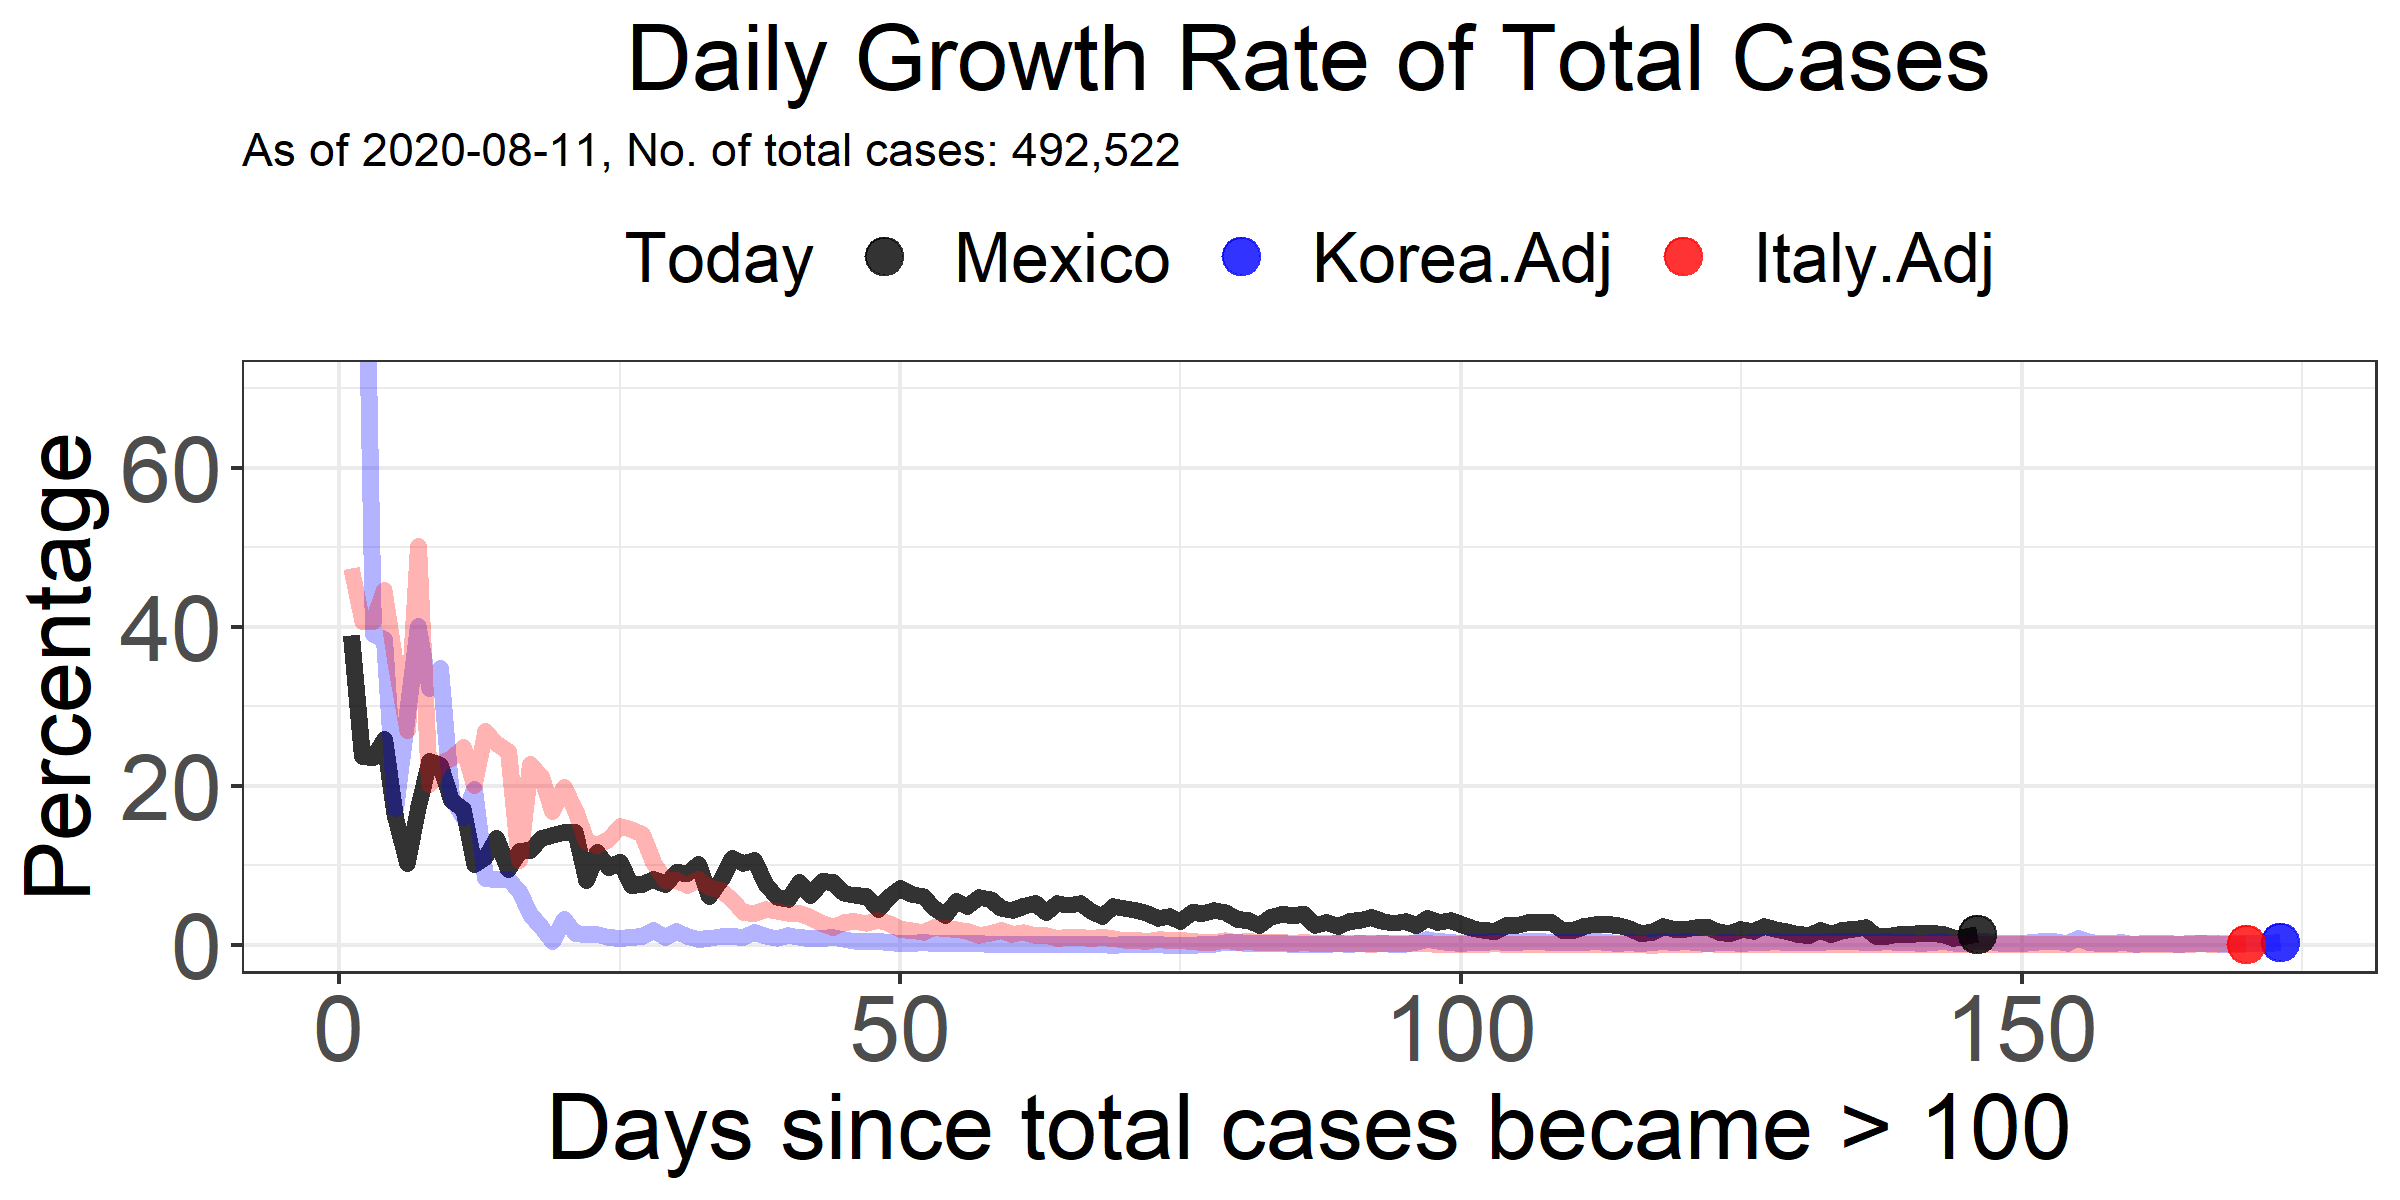 Daily Growth Rate of Total Cases
As of 2020-08-11, No. of total cases: 492,522
Today Mexico Korea.Adj Italy.Adj
Percentage
60
40
20
0
0 50 100 150
Days since total cases became > 100